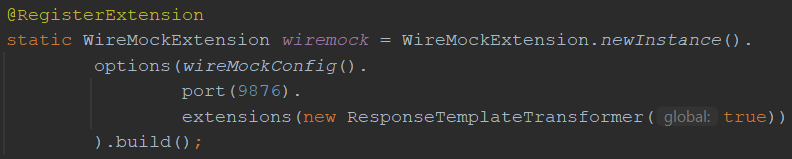 @RegisterExtension
static WireMockExtension wiremock = WireMockExtension.newInstance().
options(wireMockConfig().
port(9876).
extensions(new ResponseTemplateTransformer( global: true))
).build();